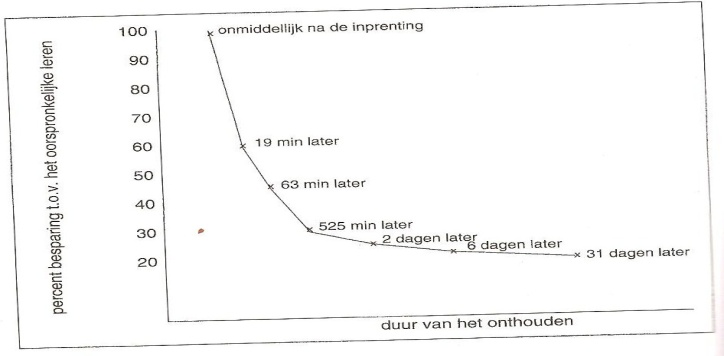 percent besparing t.o.v. het oorspronkelijke leren
100
90
80
70
60
50
40
30
20
onmiddellijk na de inprenting
19 min later
63 min later
525 min later
2 dagen later
6 dagen later
31 dagen later
duur van het onthouden